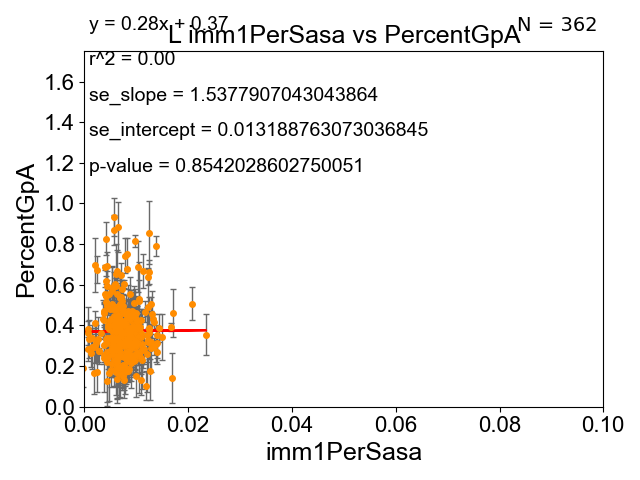 y = 0.28x + 0.37
L imm1PerSasa vs PercentGpA
N = 362
r^2 = 0.00
se_slope = 1.5377907043043864
se_intercept = 0.013188763073036845
p-value = 0.8542028602750051
PercentGpA
1.6
1.4
1.2
1.0
0.8
0.6
0.4
0.2
0.0
0.00
0.02
0.04
0.06
0.08
0.10
imm1PerSasa